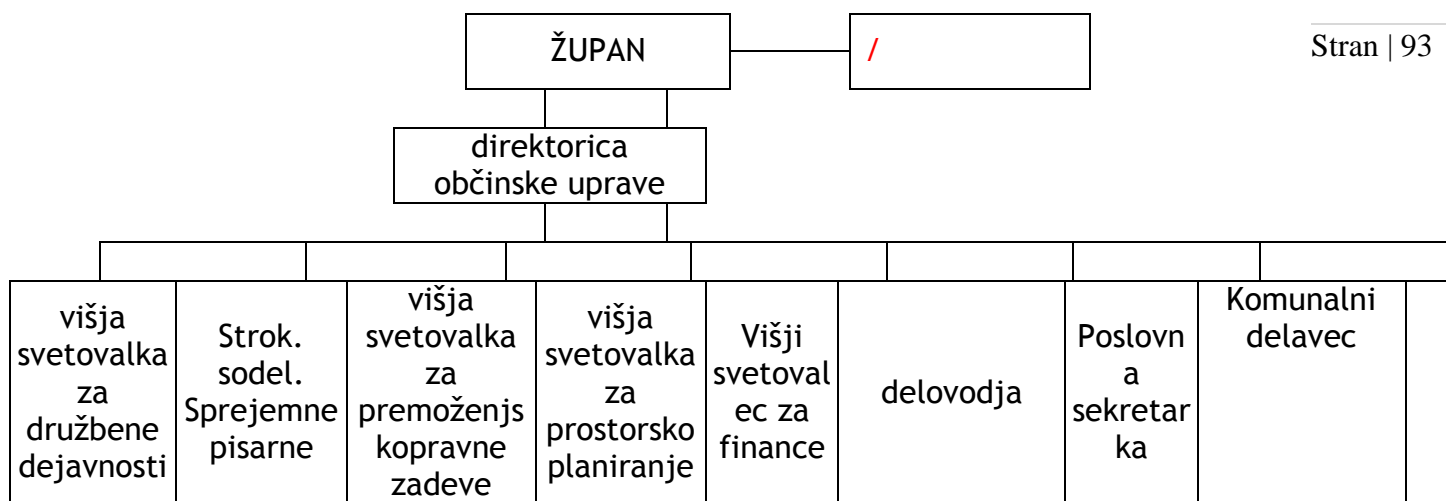 Stran | 93
ŽUPAN
/
direktorica
občinske uprave
višja
svetovalka
za
družbene
dejavnosti
Strok.
sodel.
Sprejemne
pisarne
višja
svetovalka
za
premoženjs
kopravne
zadeve
višja
svetovalka
za
prostorsko
planiranje
Višji
svetoval
ec za
finance
delovodja
Poslovn
a
sekretar
ka
Komunalni
delavec